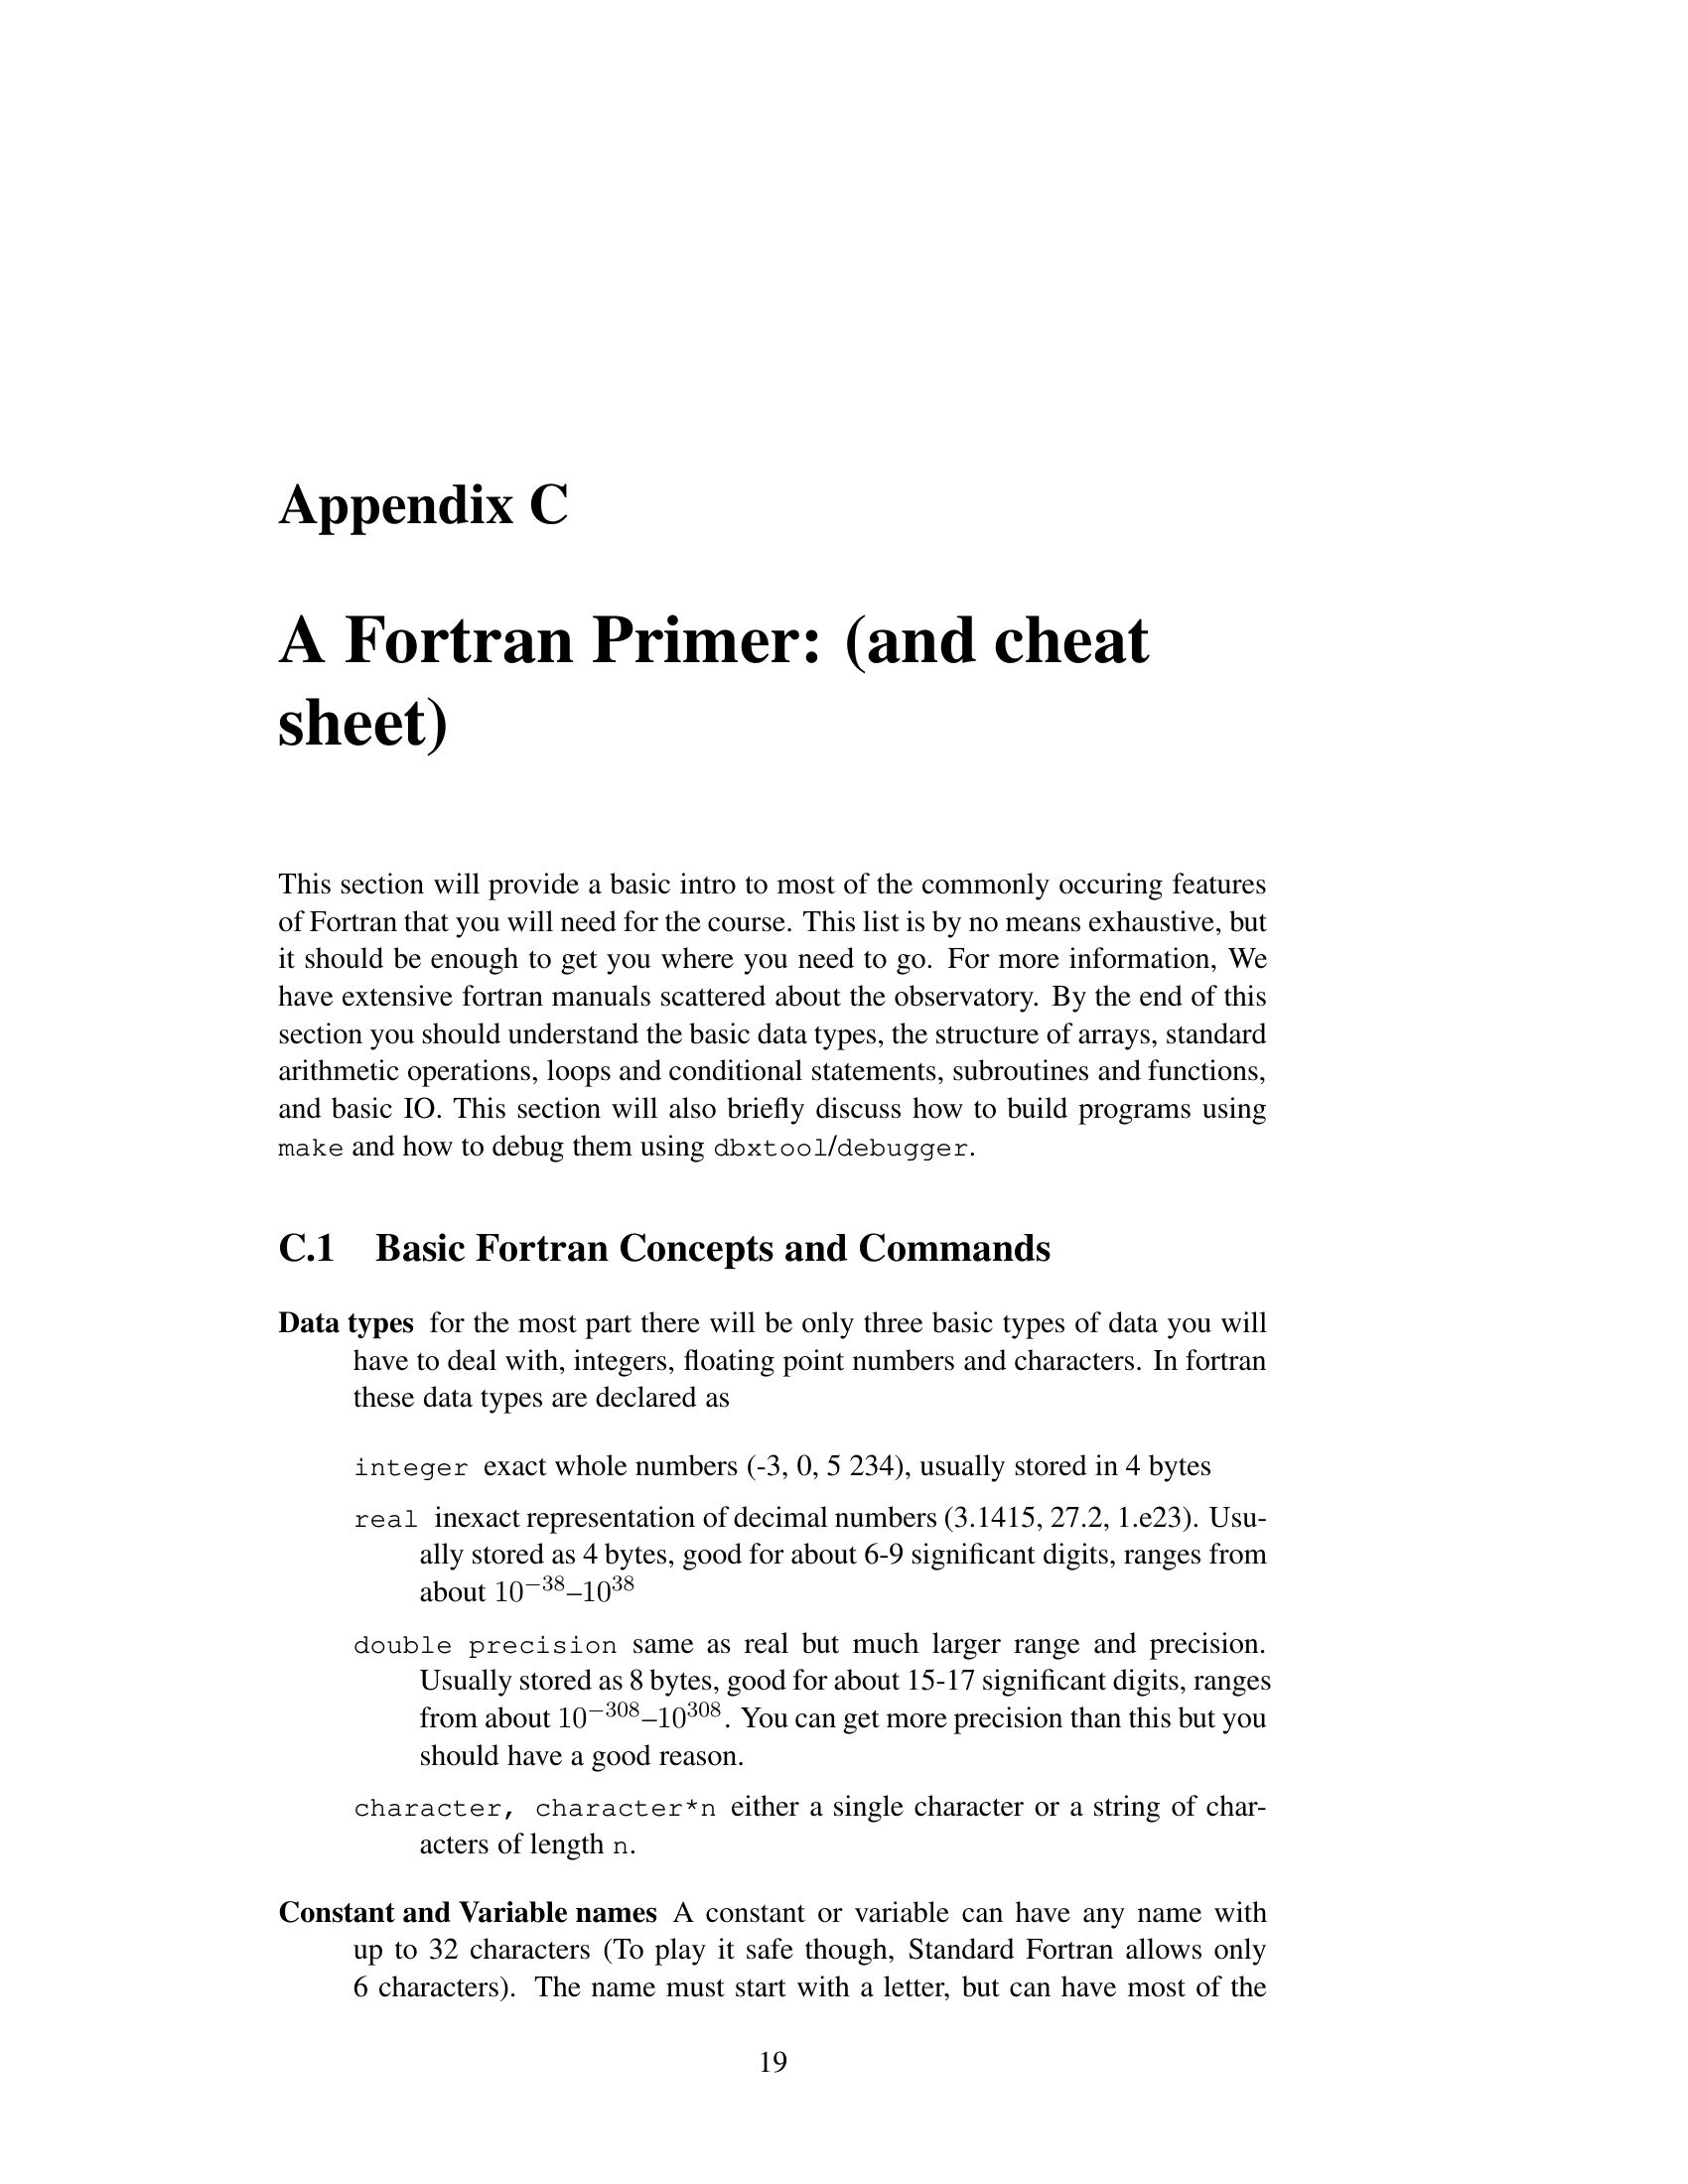 Appendix C
A Fortran Primer: (and cheat
sheet)
This section will provide a basic intro to most of the commonly occuring features
of Fortran that you will need for the course. This list is by no means exhaustive, but
it should be enough to get you where you need to go. For more information, We
have extensive fortran manuals scattered about the observatory. By the end of this
section you should understand the basic data types, the structure of arrays, standard
arithmetic operations, loops and conditional statements, subroutines and functions,
and basic IO. This section will also briefly discuss how to build programs using
make and how to debug them using dbxtool/debugger.
C.1 Basic Fortran Concepts and Commands
Data types for the most part there will be only three basic types of data you will
have to deal with, integers, floating point numbers and characters. In fortran
these data types are declared as
integer exact whole numbers (-3, 0, 5 234), usually stored in 4 bytes
real inexact representation of decimal numbers (3.1415, 27.2, 1.e23). Usu-
ally stored as 4 bytes, good for about 6-9 significant digits, ranges from
about 10⁻³⁸–10³⁸
double precision same as real but much larger range and precision.
Usually stored as 8 bytes, good for about 15-17 significant digits, ranges
from about 10⁻³⁰⁸–10³⁰⁸. You can get more precision than this but you
should have a good reason.
character, character*n either a single character or a string of char-
acters of length n.
Constant and Variable names A constant or variable can have any name with
up to 32 characters (To play it safe though, Standard Fortran allows only
6 characters). The name must start with a letter, but can have most of the
19